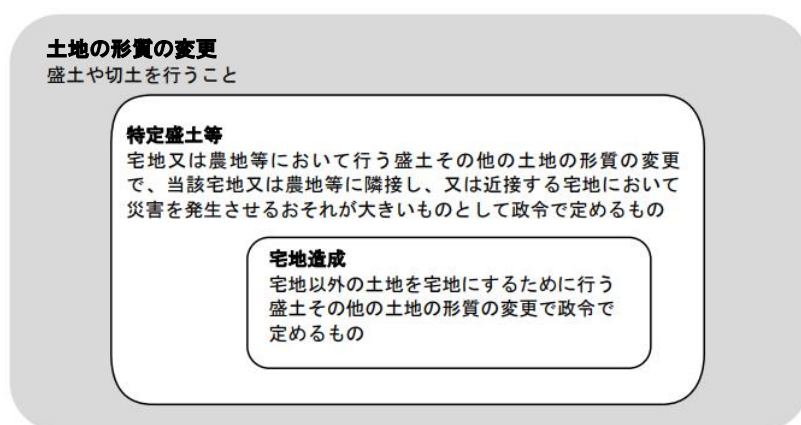 土地の形質の変更
盛土や切土を行うこと
特定盛土等
宅地又は農地等において行う盛土その他の土地の形質の変更
で、当該宅地又は農地等に隣接し、又は近接する宅地において
災害を発生させるおそれが大きいものとして政令で定めるもの
宅地造成
宅地以外の土地を宅地にするために行う
盛土その他の土地の形質の変更で政令で
定めるもの